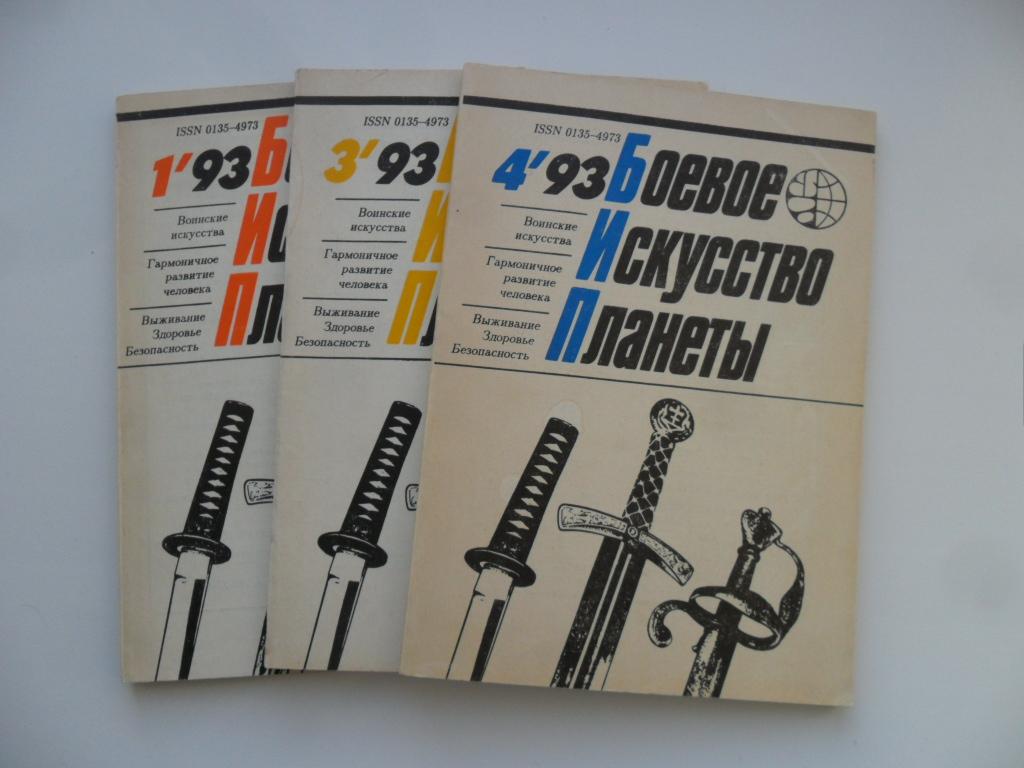 ISSN 0135-4973
1'93 Б
Воинские
искусства
Ис
Гармоничное
развитие
человека
Пл
Выживание
Здоровье
Безопасность
ISSN 0135-4973
3'93
Воинские
искусства
И
Гармоничное
развитие
человека
П
Выживание
Здоровье
Безопасность
ISSN 0135-4973
4'93 Боевое
Воинские
искусства
Искусство
Гармоничное
развитие
человека
Планеты
Выживание
Здоровье
Безопасность